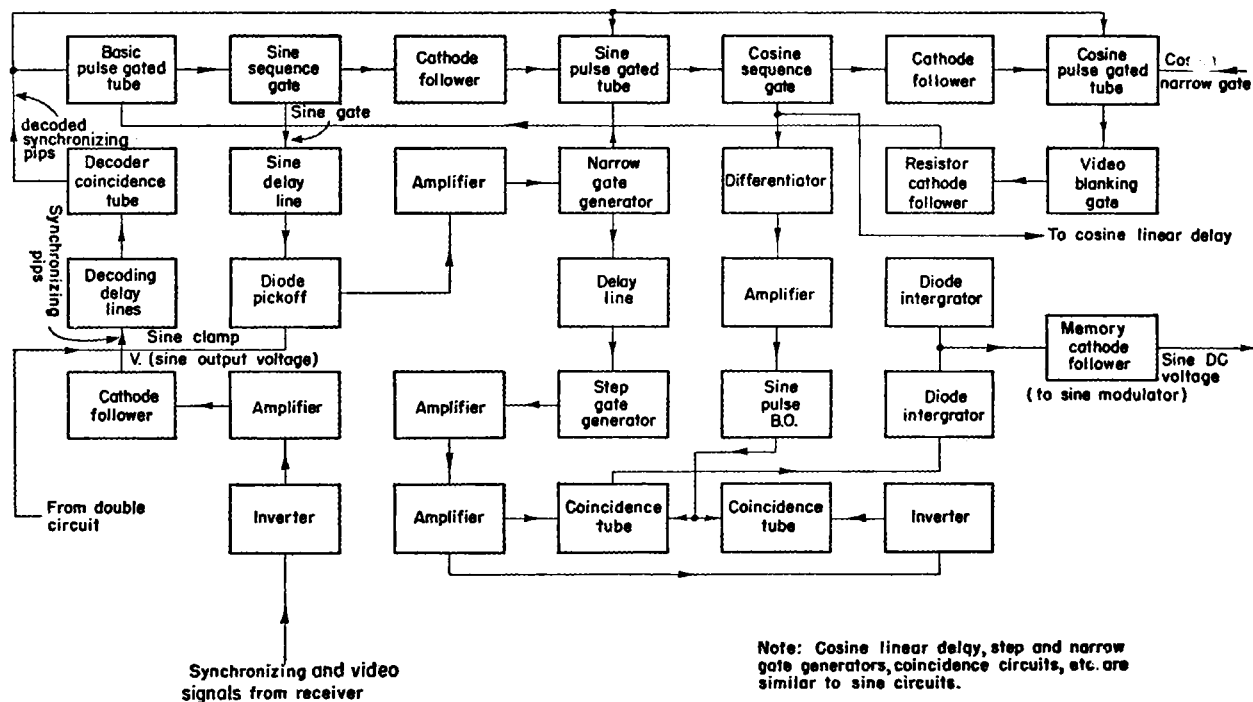 Basic
pulse gated
tube
Sine
sequence
gate
Cathode
follower
Sine
pulse gated
tube
Cosine
sequence
gate
Cathode
follower
Cosine
pulse gated
tube
narrow gate
Sine gate
decoded
synchronizing
pips
Decoder
coincidence
tube
Sine
delay
line
Amplifier
Narrow
gate
generator
Differentiator
Resistor
cathode
follower
Video
blanking
gate
To cosine linear delay
Synchronizing
pips
Decoding
delay
lines
Diode
pickoff
Delay
line
Amplifier
Diode
intergrator
Sine clamp
V. (sine output voltage)
Memory
cathode
follower
Sine DC
voltage
(to sine modulator)
Cathode
follower
Amplifier
Amplifier
Step
gate
generator
Sine
pulse
B.O.
Diode
intergrator
From double
circuit
Inverter
Amplifier
Coincidence
tube
Coincidence
tube
Inverter
Synchronizing and video
signals from receiver
Note: Cosine linear delay, step and narrow
gate generators, coincidence circuits, etc. are
similar to sine circuits.